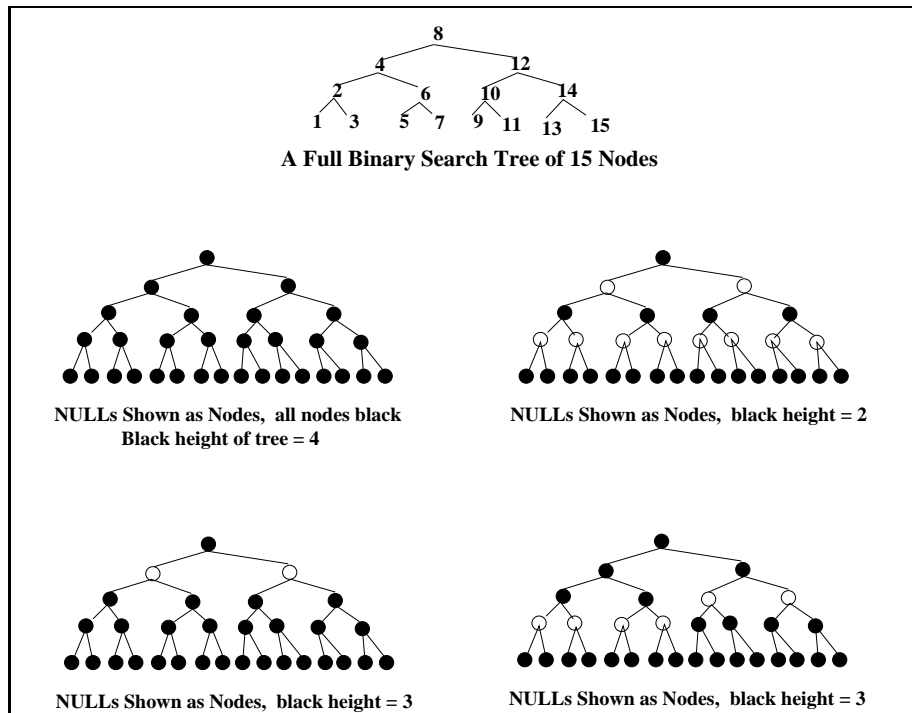 8
4 12
2 6 10 14
1 3 5 7 9 11 13 15
A Full Binary Search Tree of 15 Nodes
NULLs Shown as Nodes, all nodes black
Black height of tree = 4
NULLs Shown as Nodes, black height = 2
NULLs Shown as Nodes, black height = 3
NULLs Shown as Nodes, black height = 3